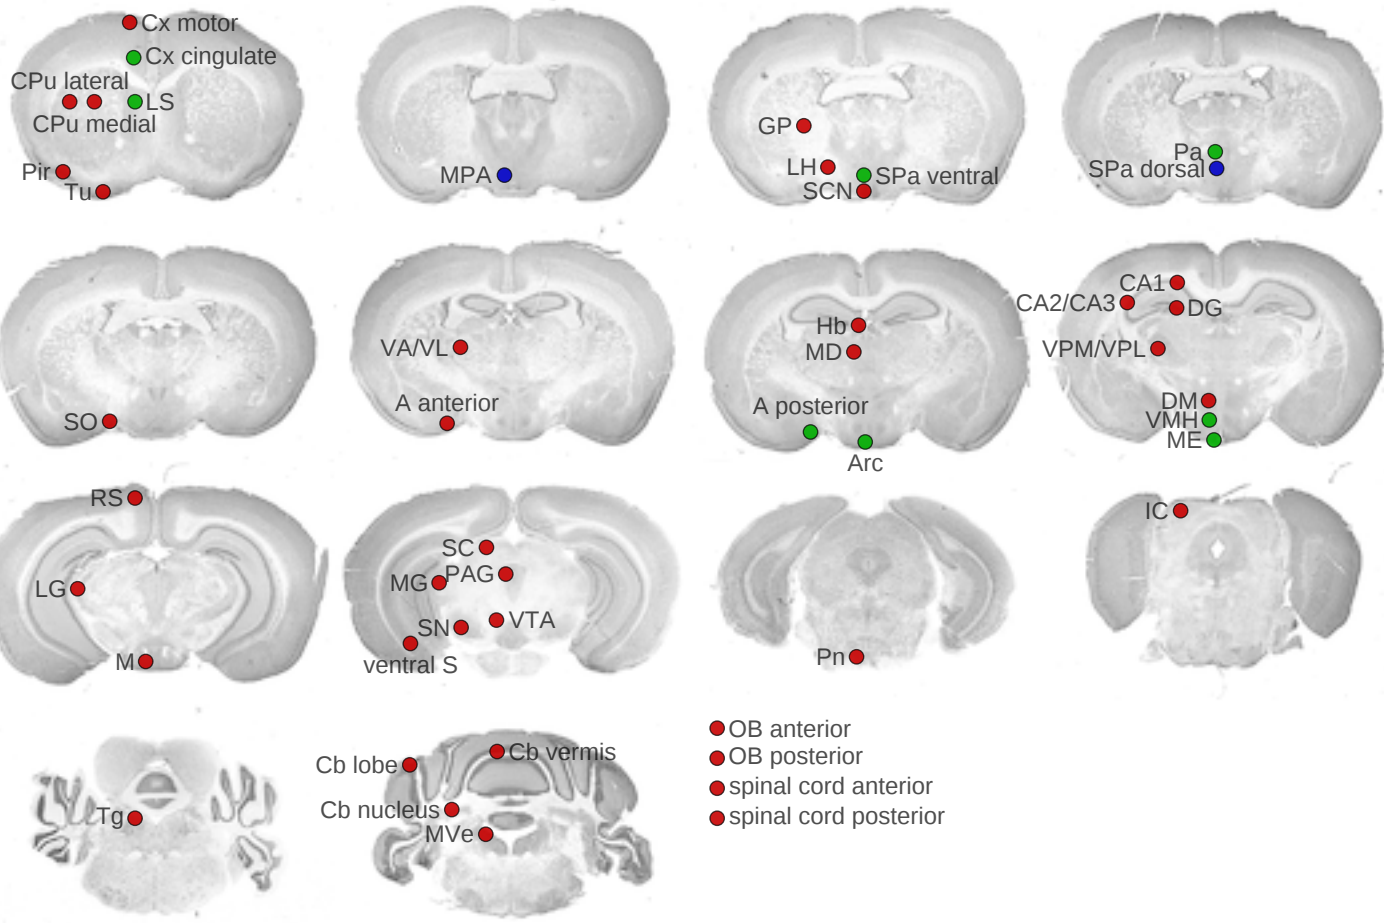 Cx motor
Cx cingulate
CPu lateral
LS
CPu medial
Pir
Tu
MPA
GP
LH
SPa ventral
SCN
Pa
SPa dorsal
SO
VA/VL
A anterior
Hb
MD
A posterior
Arc
CA1
CA2/CA3
DG
VPM/VPL
DM
VMH
ME
RS
LG
M
SC
MG
PAG
SN
VTA
ventral S
Pn
IC
Tg
Cb vermis
Cb lobe
Cb nucleus
MVe
OB anterior
OB posterior
spinal cord anterior
spinal cord posterior